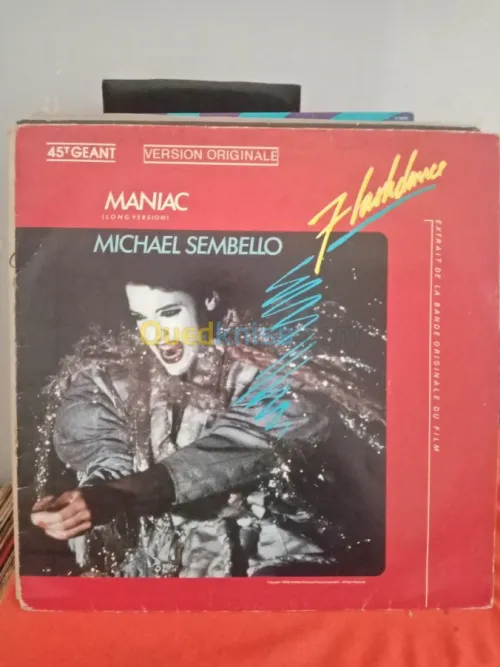 45T GEANT
VERSION ORIGINALE
MANIAC
(LONG VERSION)
Flashdance
MICHAEL SEMBELLO
EXTRAIT DE LA BANDE ORIGINALE DU FILM